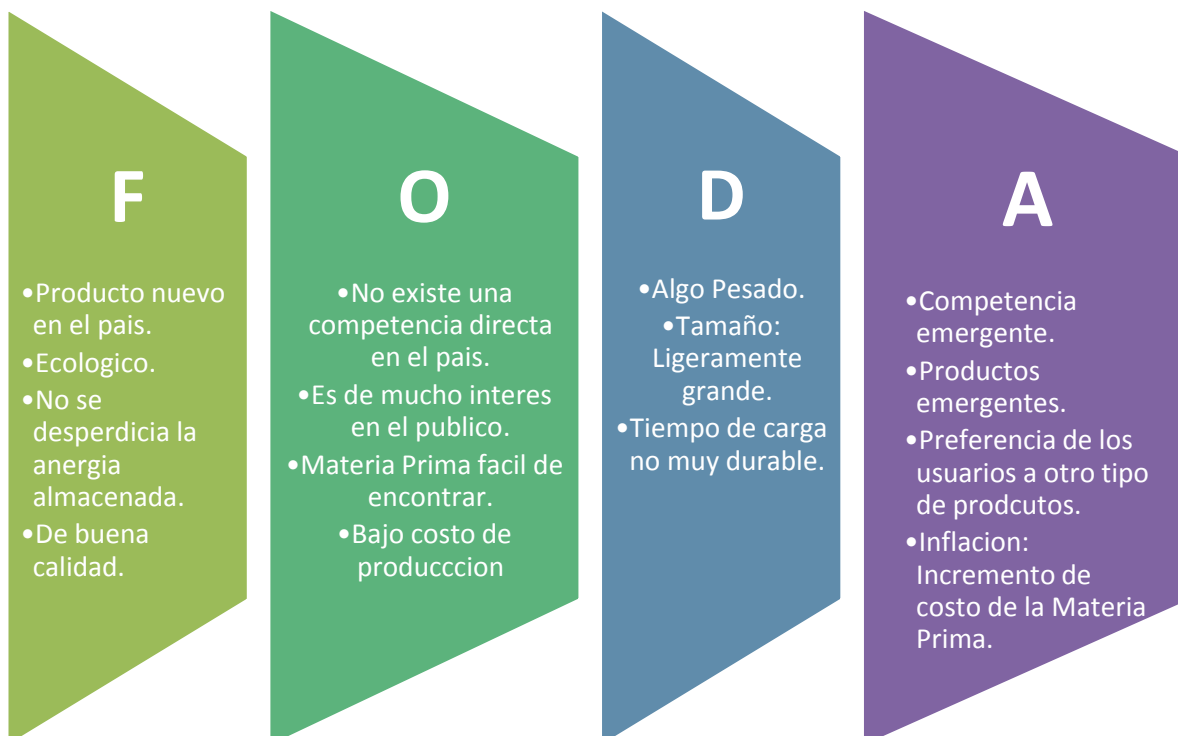 F
•Producto nuevo
en el pais.
•Ecologico.
•No se
desperdicia la
anergia
almacenada.
•De buena
calidad.
O
•No existe una
competencia directa
en el pais.
•Es de mucho interes
en el publico.
•Materia Prima facil de
encontrar.
•Bajo costo de
producccion
D
•Algo Pesado.
•Tamaño:
Ligeramente
grande.
•Tiempo de carga
no muy durable.
A
•Competencia
emergente.
•Productos
emergentes.
•Preferencia de los
usuarios a otro tipo
de prodcutos.
•Inflacion:
Incremento de
costo de la Materia
Prima.